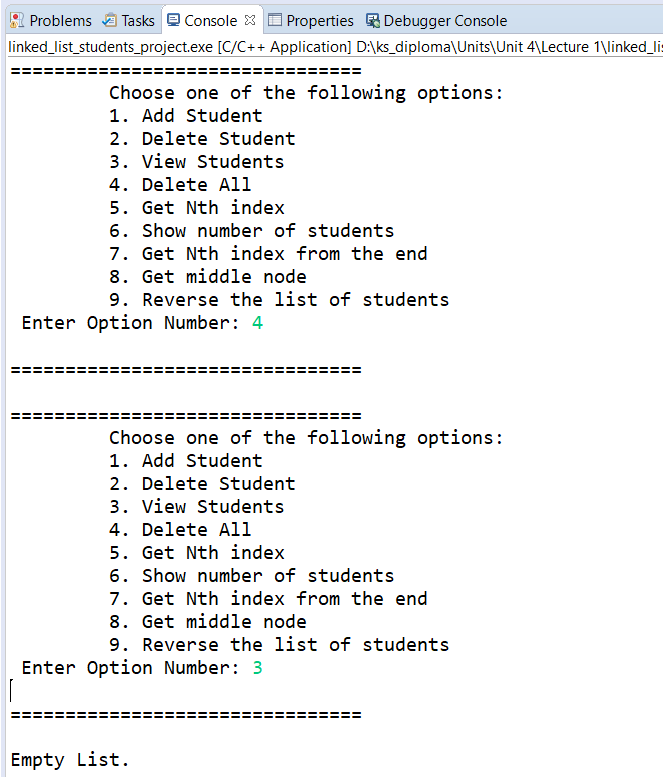 Problems Tasks Console Properties Debugger Console
linked_list_students_project.exe [C/C++ Application] D:\ks_diploma\Units\Unit 4\Lecture 1\linked_lis
================================
Choose one of the following options:
1. Add Student
2. Delete Student
3. View Students
4. Delete All
5. Get Nth index
6. Show number of students
7. Get Nth index from the end
8. Get middle node
9. Reverse the list of students
Enter Option Number: 4
================================
================================
Choose one of the following options:
1. Add Student
2. Delete Student
3. View Students
4. Delete All
5. Get Nth index
6. Show number of students
7. Get Nth index from the end
8. Get middle node
9. Reverse the list of students
Enter Option Number: 3
================================
Empty List.